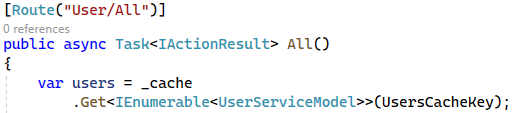 [Route("User/All")]
0 references
public async Task<IActionResult> All()
{
var users = _cache
.Get<IEnumerable<UserServiceModel>>(UsersCacheKey);